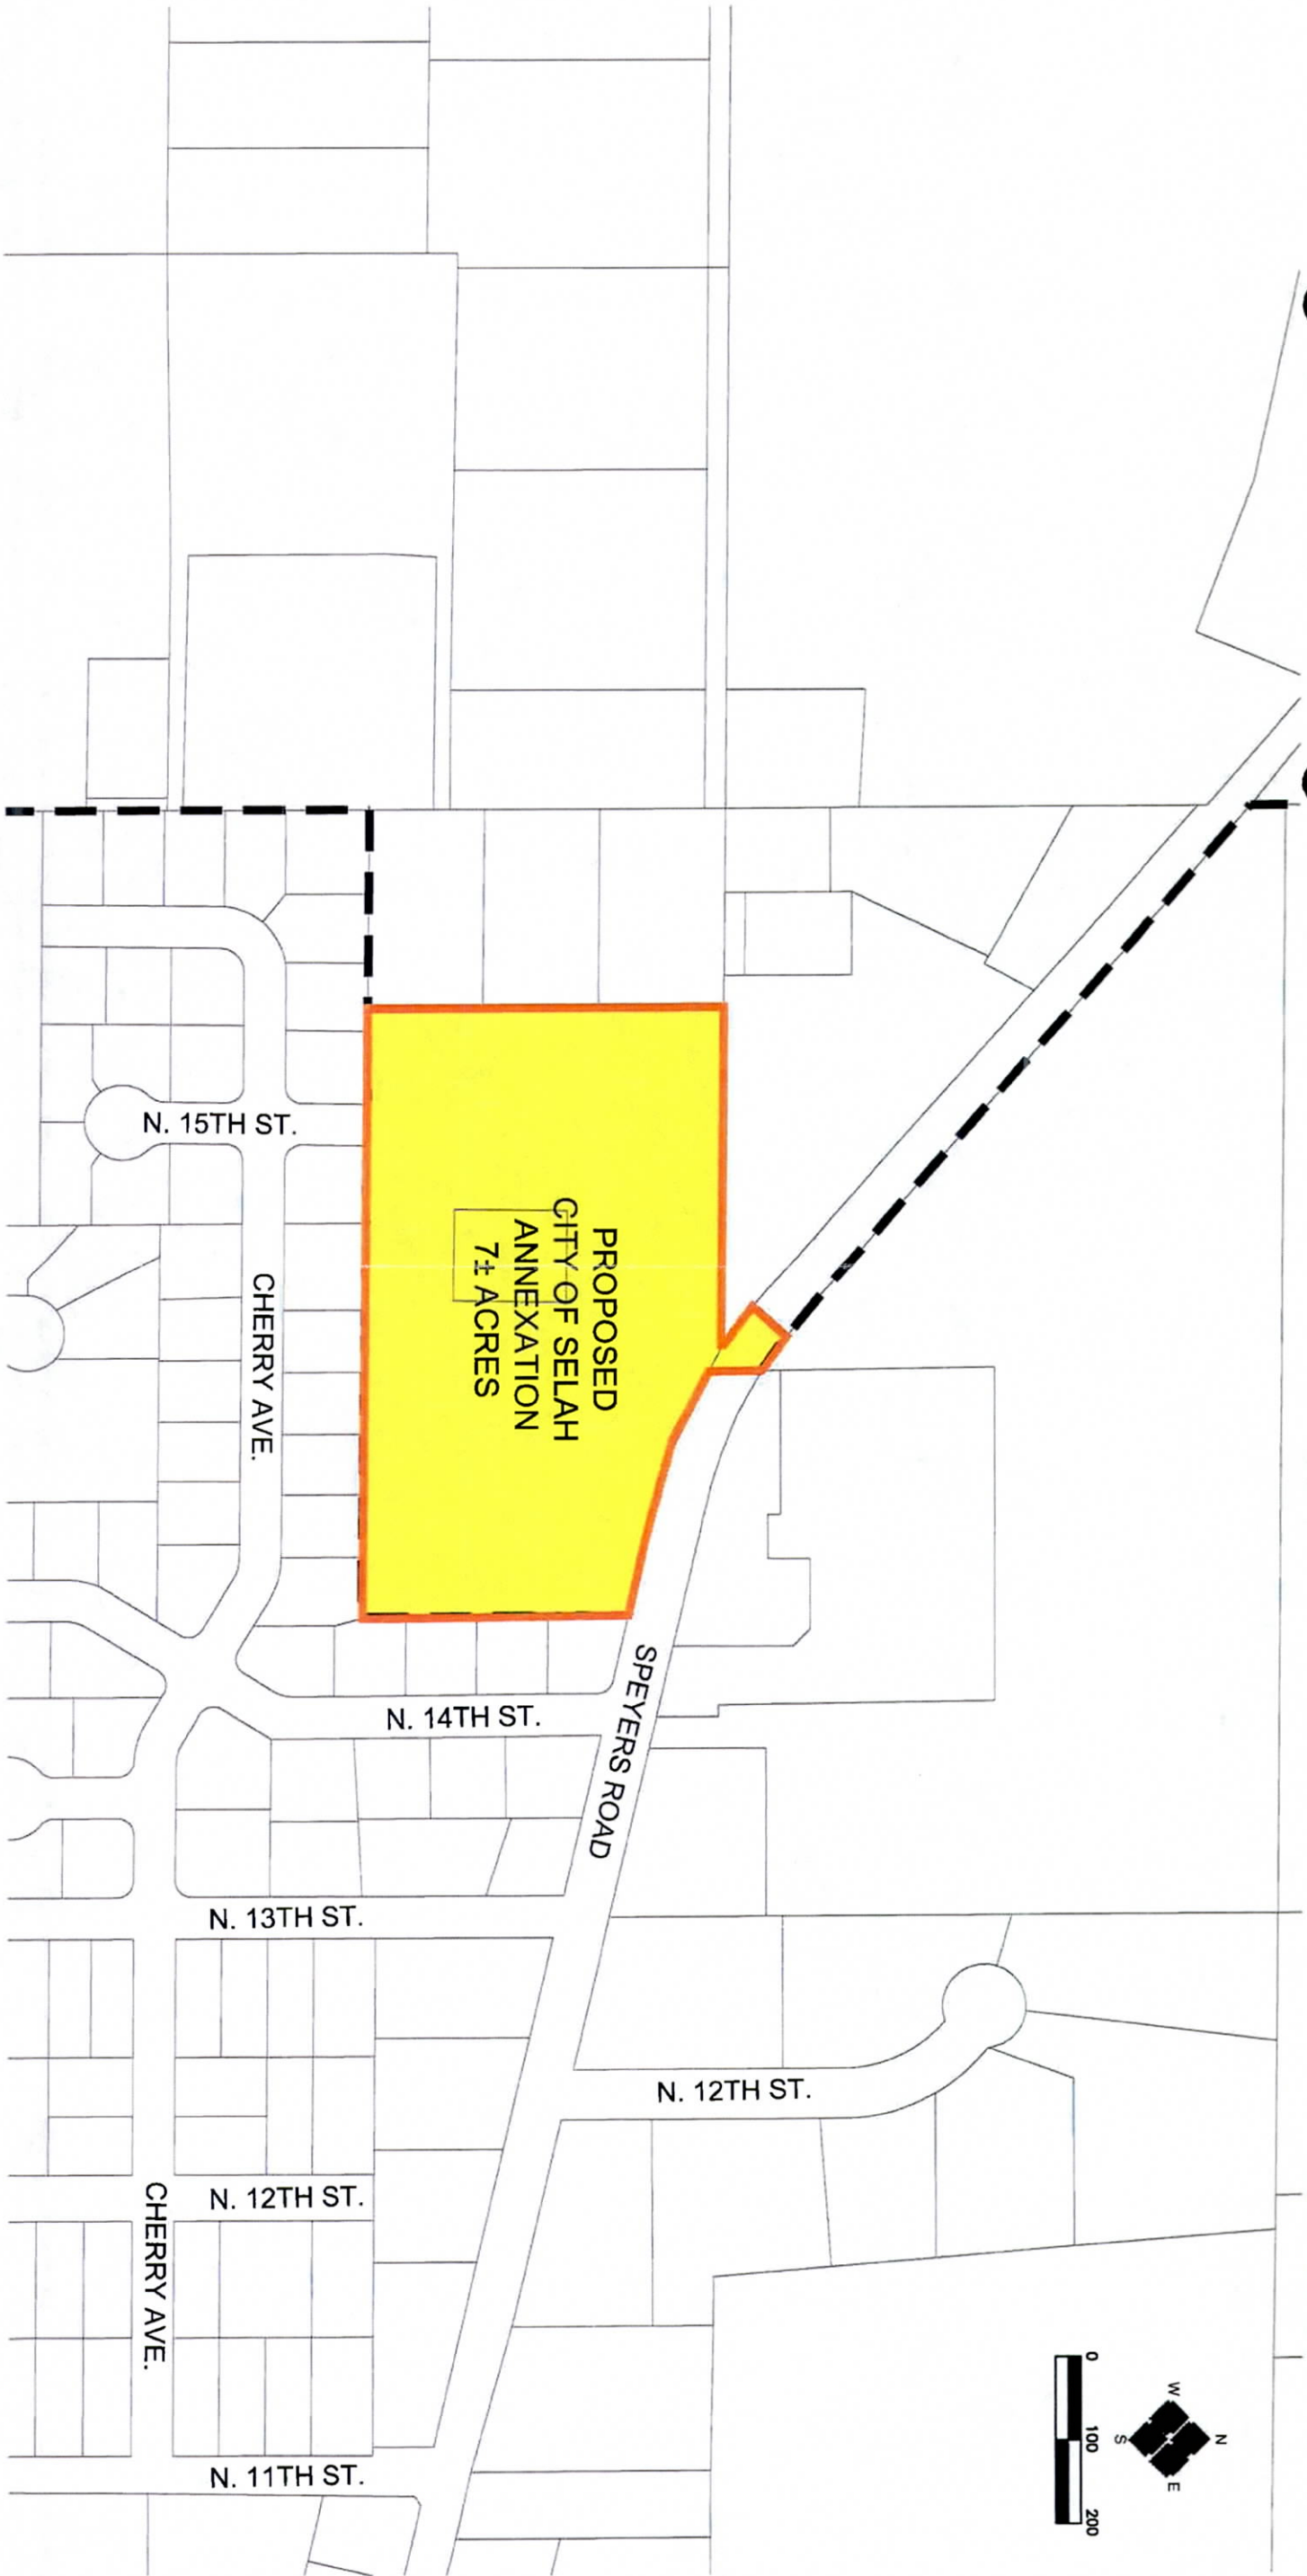 PROPOSED
CITY OF SELAH
ANNEXATION
7± ACRES
N. 15TH ST.
CHERRY AVE.
SPEYERS ROAD
N. 14TH ST.
N. 13TH ST.
N. 12TH ST.
N. 12TH ST.
CHERRY AVE.
N. 11TH ST.
0 100 200
W
N
S
E